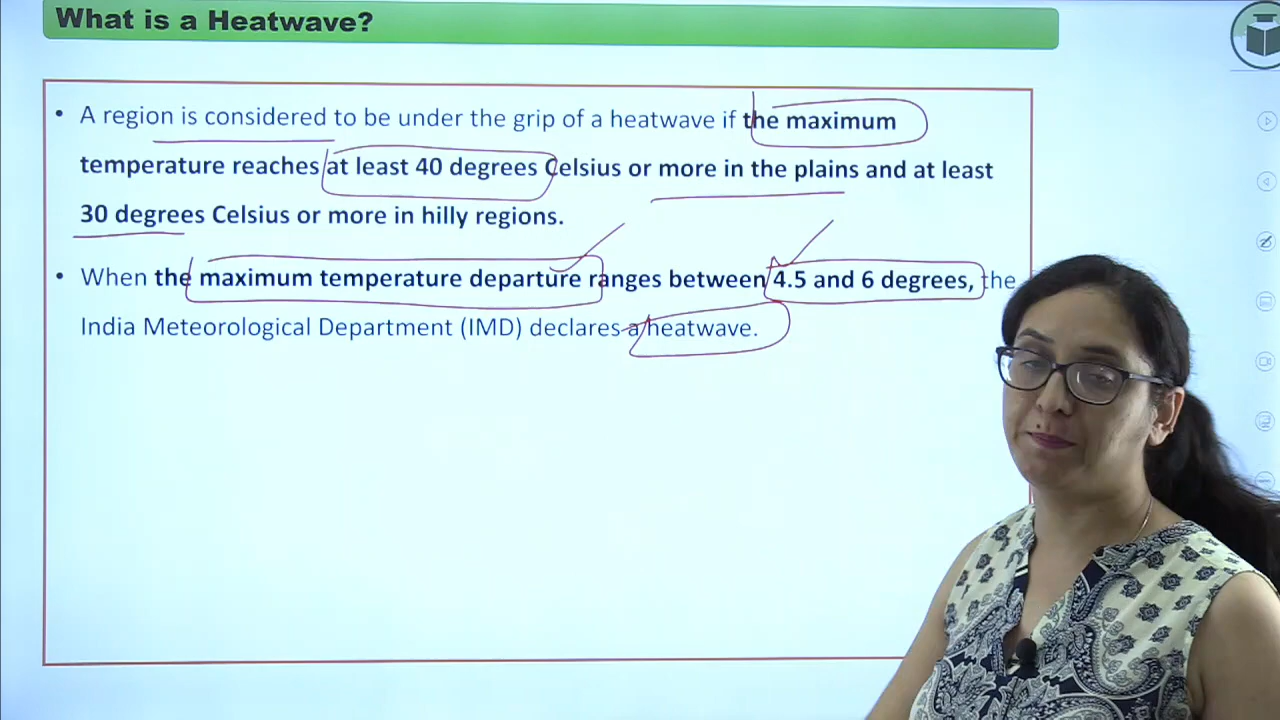 What is a Heatwave?
• A region is considered to be under the grip of a heatwave if the maximum
temperature reaches at least 40 degrees Celsius or more in the plains and at least
30 degrees Celsius or more in hilly regions.
• When the maximum temperature departure ranges between 4.5 and 6 degrees, the
India Meteorological Department (IMD) declares a heatwave.